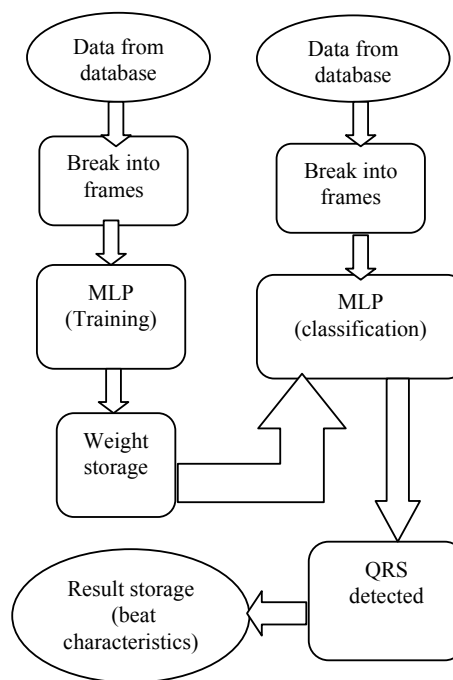 Data from
database
Break into
frames
MLP
(Training)
Weight
storage
Data from
database
Break into
frames
MLP
(classification)
QRS
detected
Result storage
(beat
characteristics)